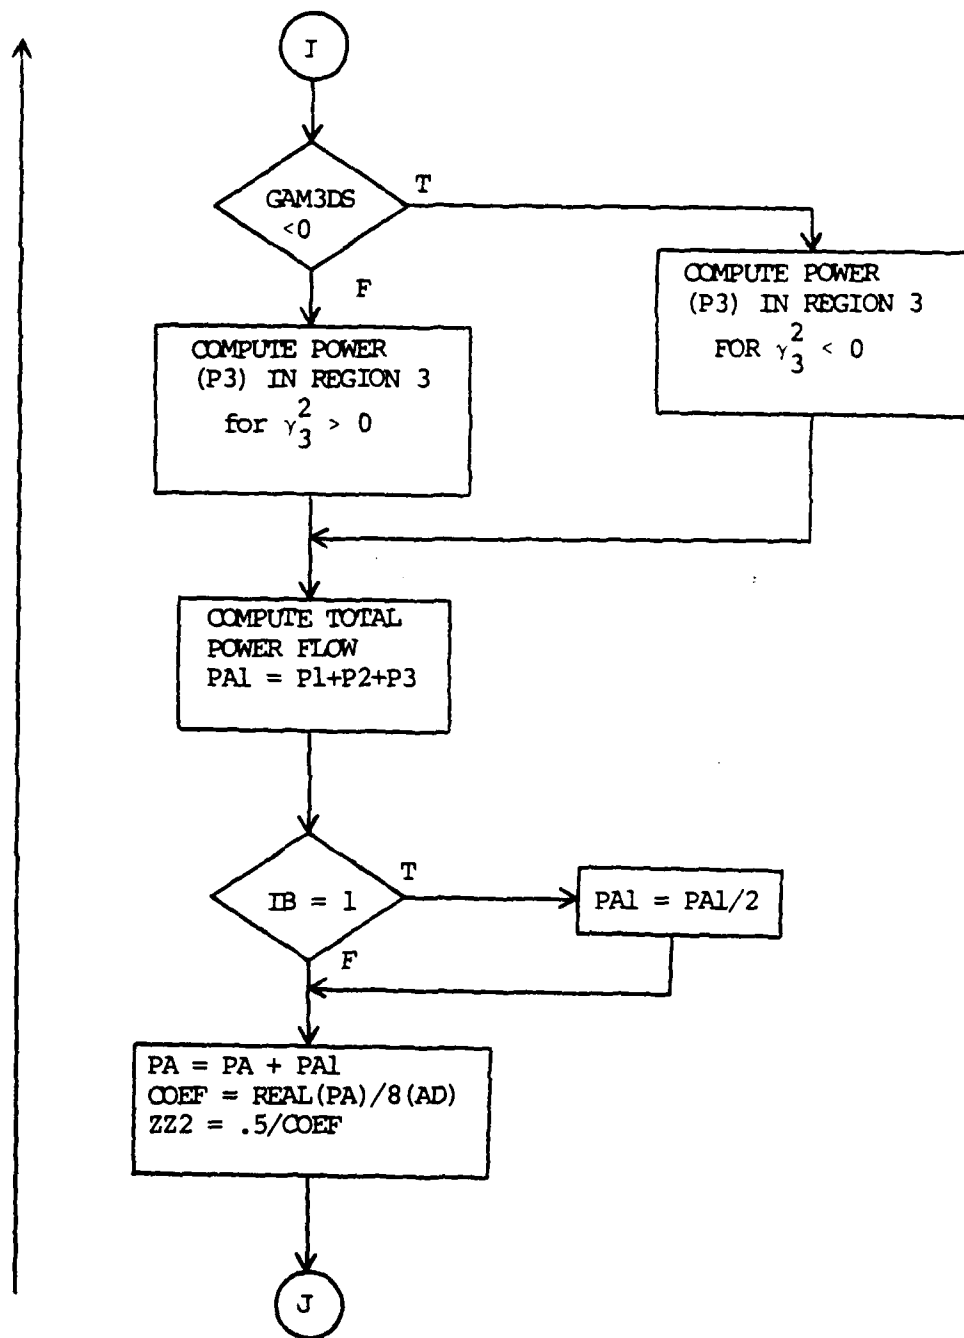 I
GAM3DS
<0
T
F
COMPUTE POWER
(P3) IN REGION 3
FOR γ₃² < 0
COMPUTE POWER
(P3) IN REGION 3
for γ₃² > 0
COMPUTE TOTAL
POWER FLOW
PA1 = P1+P2+P3
IB = 1
T
PA1 = PA1/2
F
PA = PA + PA1
COEF = REAL(PA)/8(AD)
ZZ2 = .5/COEF
J